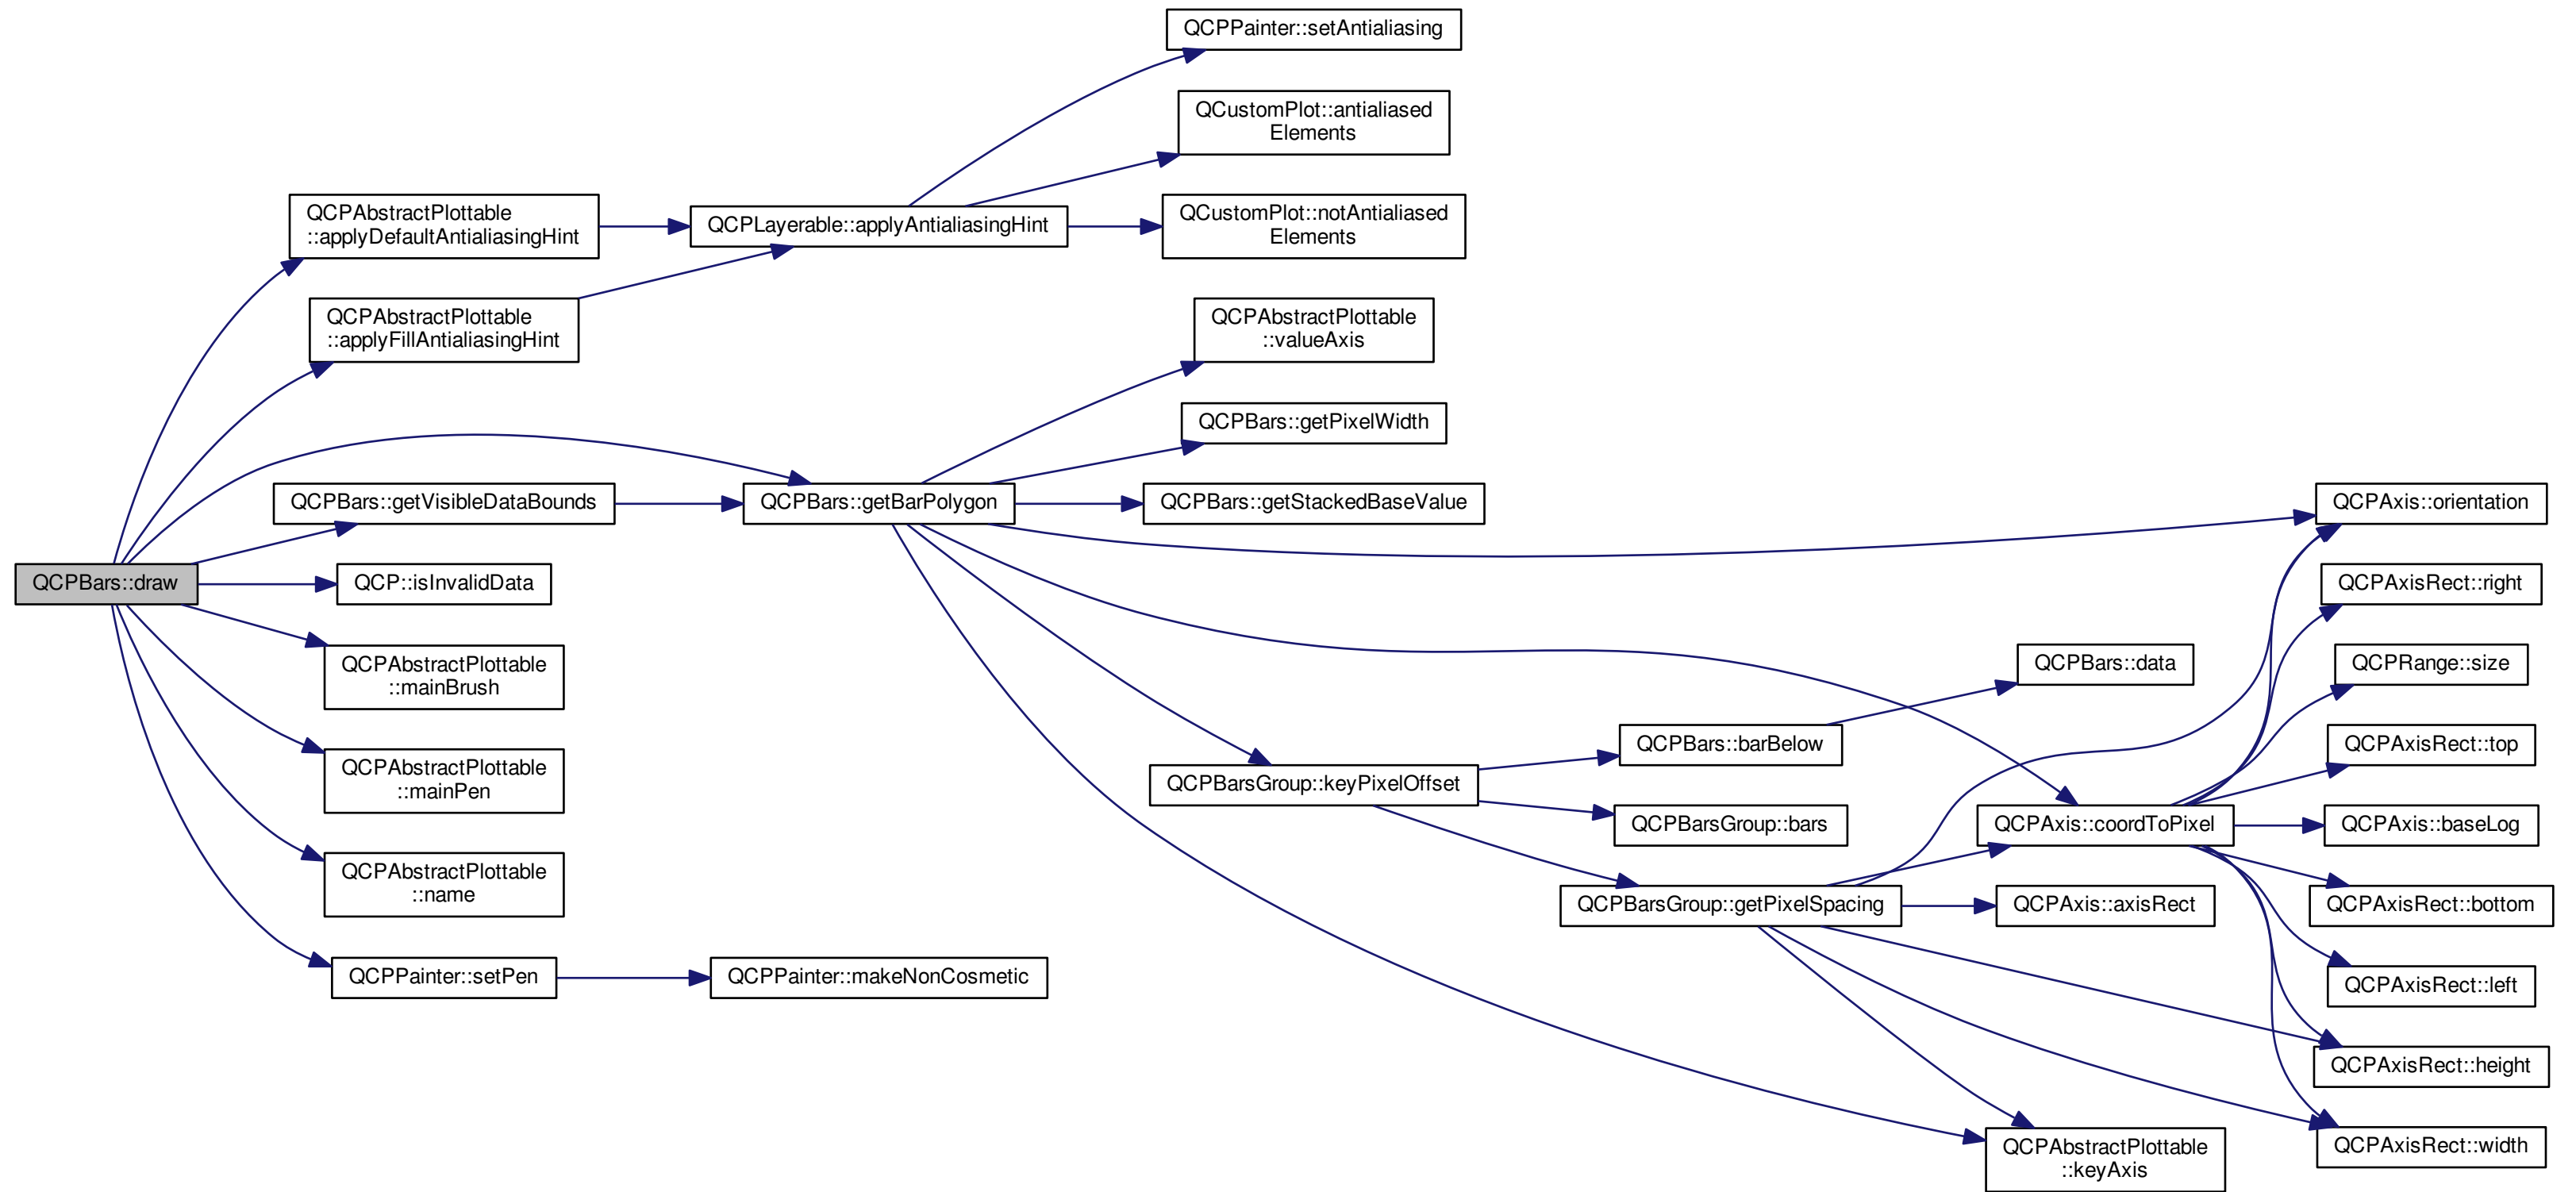 QCPPainter::setAntialiasing
QCustomPlot::antialiased
Elements
QCPAbstractPlottable
::applyDefaultAntialiasingHint
QCPLayerable::applyAntialiasingHint
QCustomPlot::notAntialiased
Elements
QCPAbstractPlottable
::applyFillAntialiasingHint
QCPAbstractPlottable
::valueAxis
QCPBars::getPixelWidth
QCPBars::getVisibleDataBounds
QCPBars::getBarPolygon
QCPBars::getStackedBaseValue
QCPAxis::orientation
QCPBars::draw
QCP::isInvalidData
QCPAxisRect::right
QCPAbstractPlottable
::mainBrush
QCPBars::data
QCPRange::size
QCPAbstractPlottable
::mainPen
QCPBarsGroup::keyPixelOffset
QCPBars::barBelow
QCPAxisRect::top
QCPBarsGroup::bars
QCPAxis::coordToPixel
QCPAxis::baseLog
QCPAbstractPlottable
::name
QCPBarsGroup::getPixelSpacing
QCPAxis::axisRect
QCPAxisRect::bottom
QCPPainter::setPen
QCPPainter::makeNonCosmetic
QCPAxisRect::left
QCPAxisRect::height
QCPAbstractPlottable
::keyAxis
QCPAxisRect::width